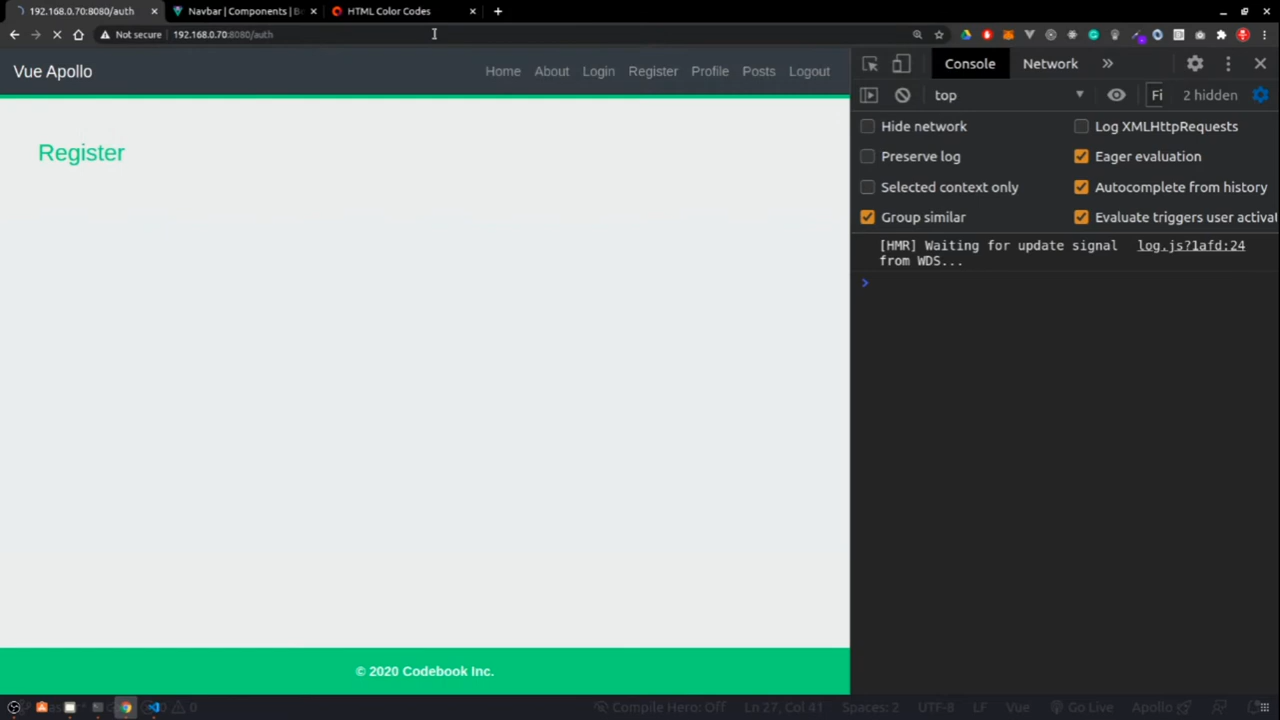 192.168.0.70:8080/auth
Navbar | Components | B
HTML Color Codes
Not secure
192.168.0.70:8080/auth
Vue Apollo
Home About Login Register Profile Posts Logout
Register
© 2020 Codebook Inc.
Console Network
top Fi 2 hidden
Hide network Log XMLHttpRequests
Preserve log Eager evaluation
Selected context only Autocomplete from history
Group similar Evaluate triggers user activat
[HMR] Waiting for update signal log.js?1afd:24
from WDS...
Compile Hero: Off Ln 27, Col 41 Spaces: 2 UTF-8 LF Vue Go Live Apollo